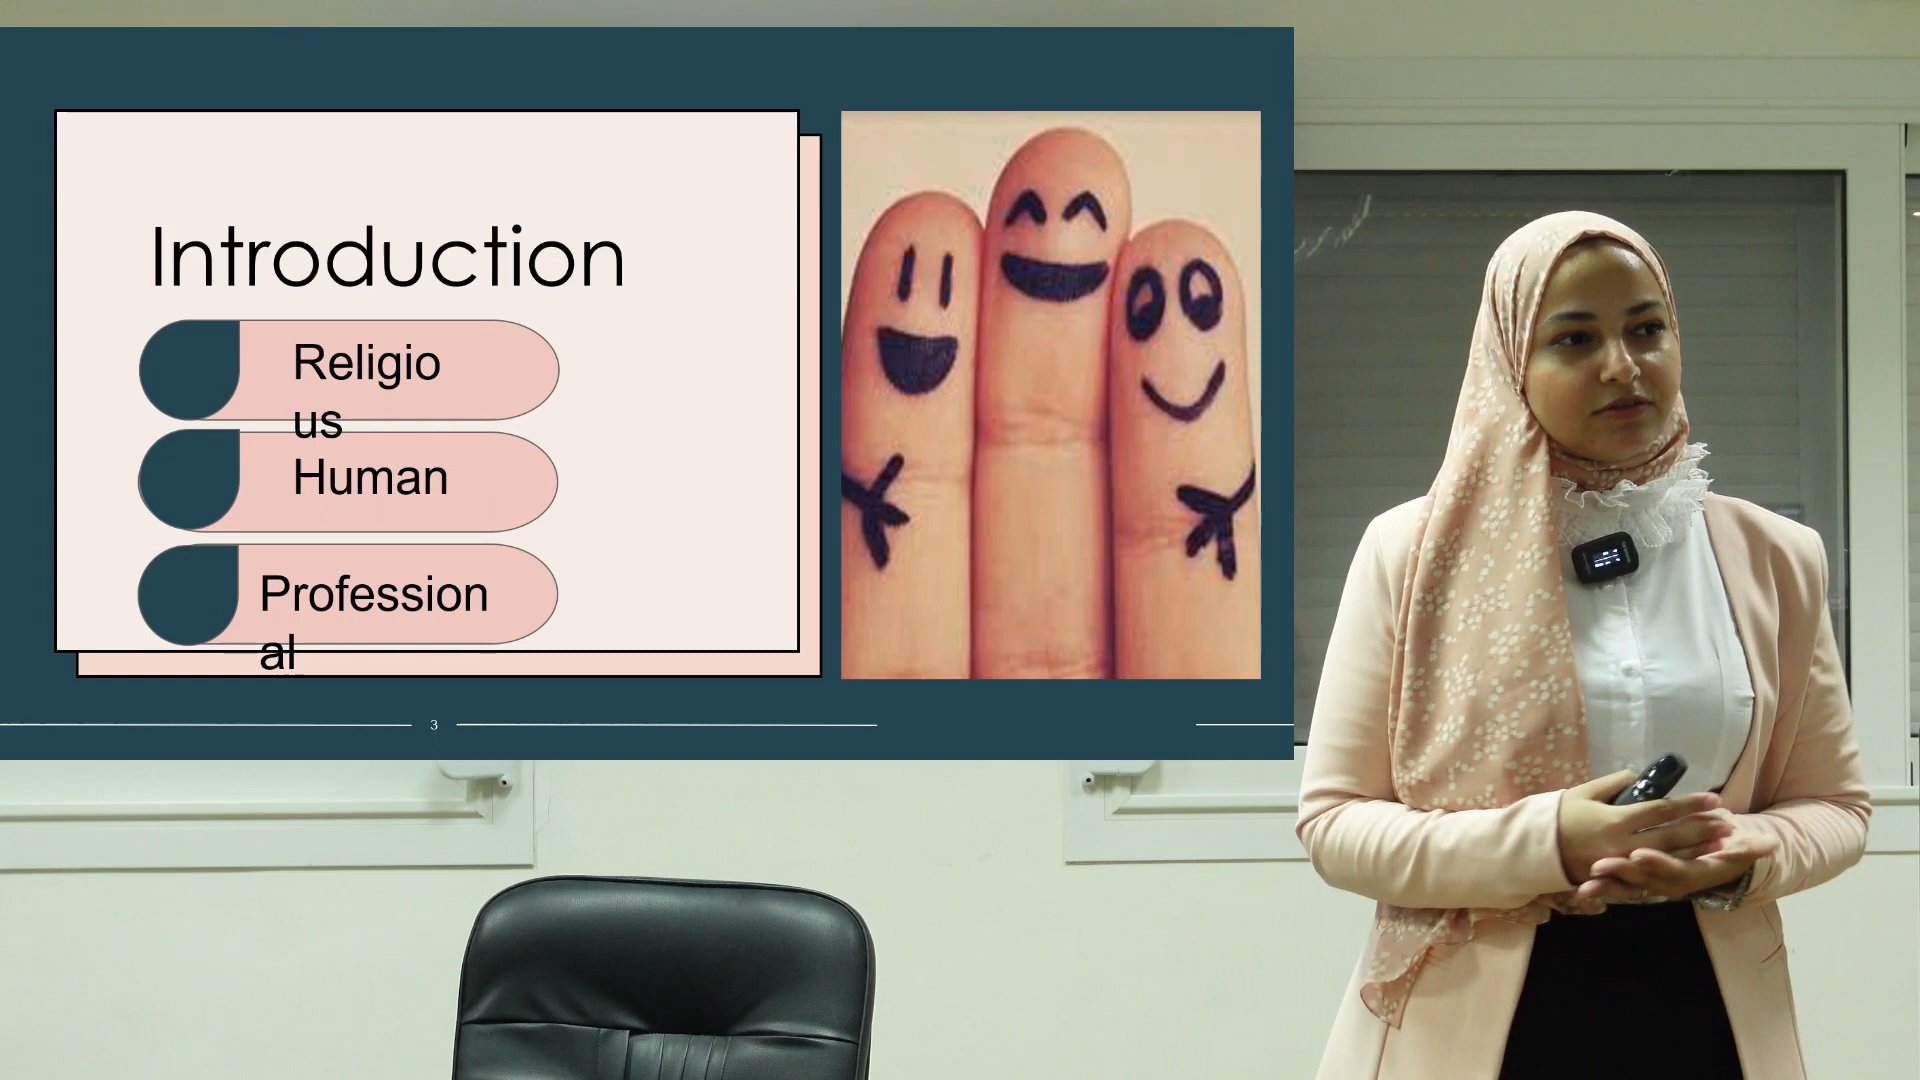 Introduction
Religio
us
Human
Profession
al
3